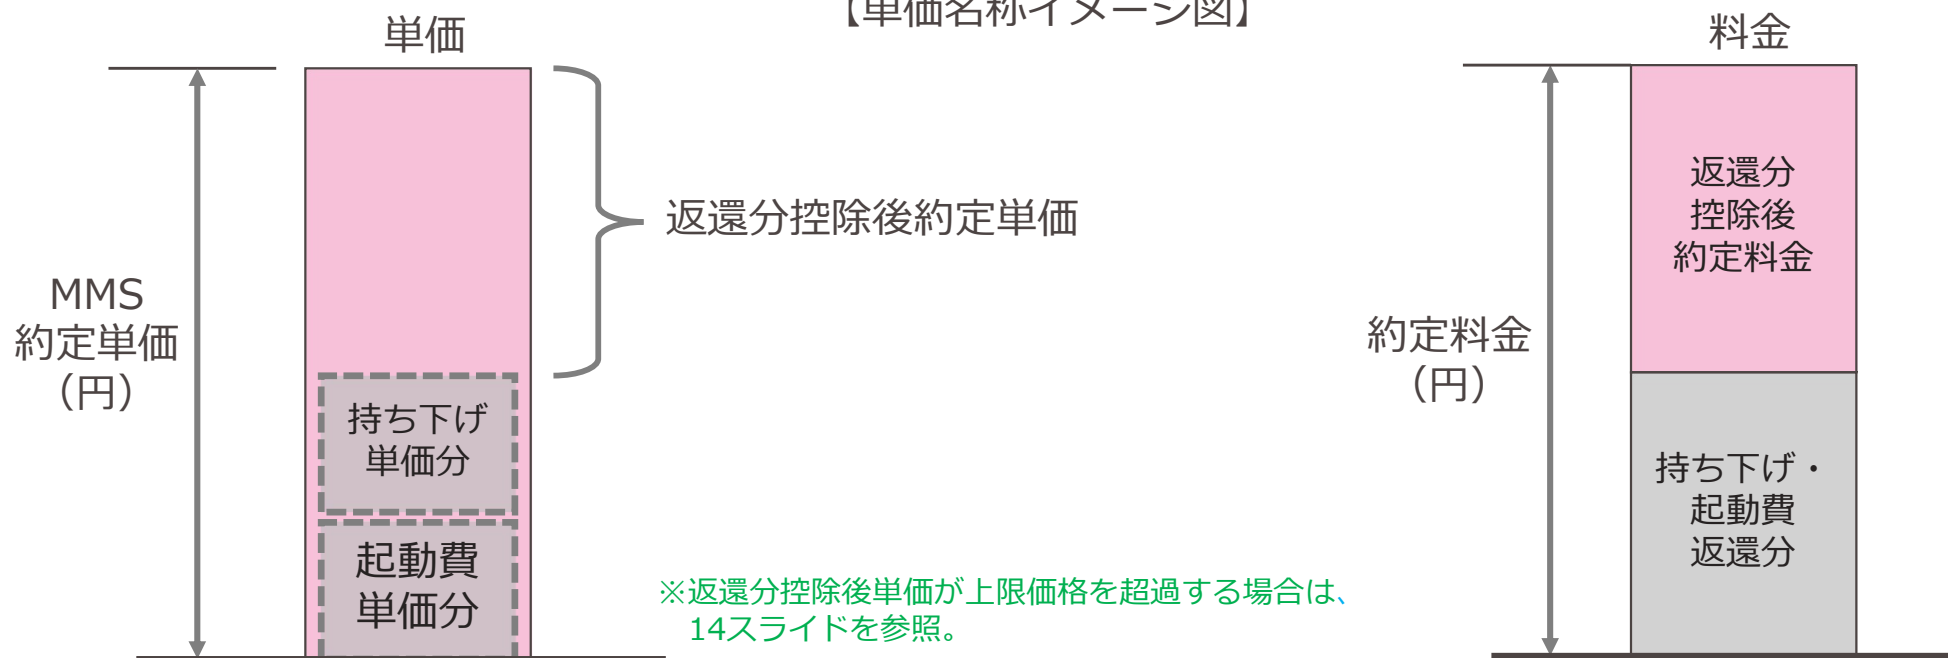 【単価名称イメージ図】
単価
料金
MMS
約定単価
（円）
返還分控除後約定単価
持ち下げ
単価分
起動費
単価分
※返還分控除後単価が上限価格を超過する場合は、
14スライドを参照。
約定料金
（円）
返還分
控除後
約定料金
持ち下げ・
起動費
返還分